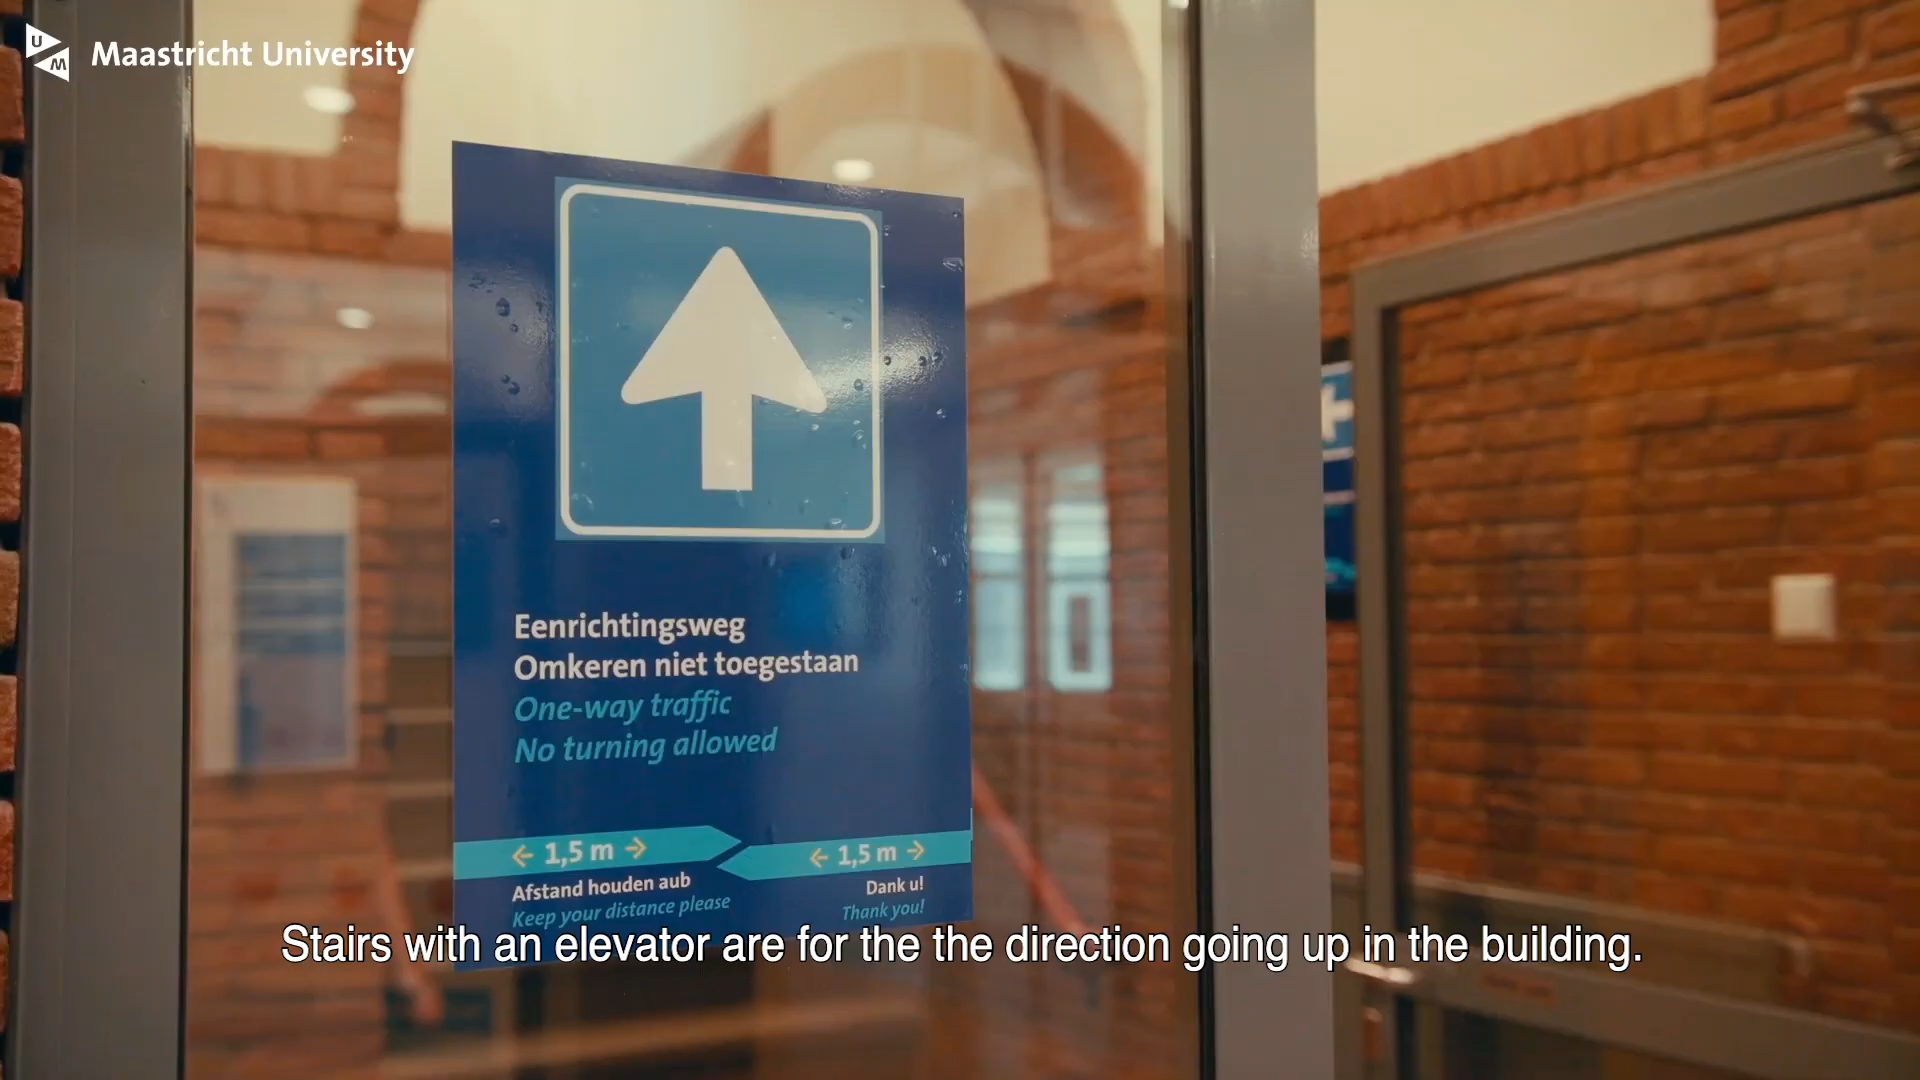 UM
Maastricht University
Eenrichtingsweg
Omkeren niet toegestaan
One-way traffic
No turning allowed
← 1,5 m →
← 1,5 m →
Afstand houden aub
Keep your distance please
Dank u!
Thank you!
Stairs with an elevator are for the the direction going up in the building.